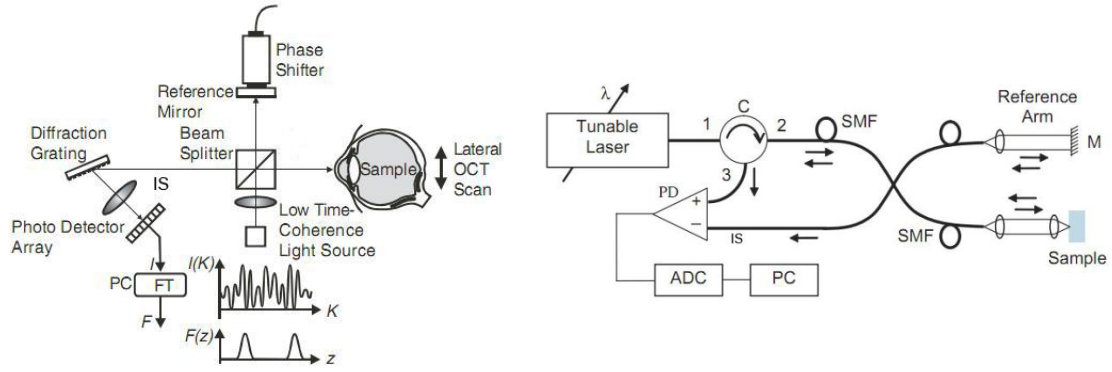 Phase
Shifter
Reference
Mirror
Beam
Splitter
Diffraction
Grating
IS
Sample
Lateral
OCT
Scan
Photo Detector
Array
Low Time-
Coherence
Light Source
I
I(K)
PC
FT
K
F
F(z)
z
λ
Tunable
Laser
1
C
2
3
SMF
Reference
Arm
M
PD
+
−
IS
SMF
Sample
ADC
PC